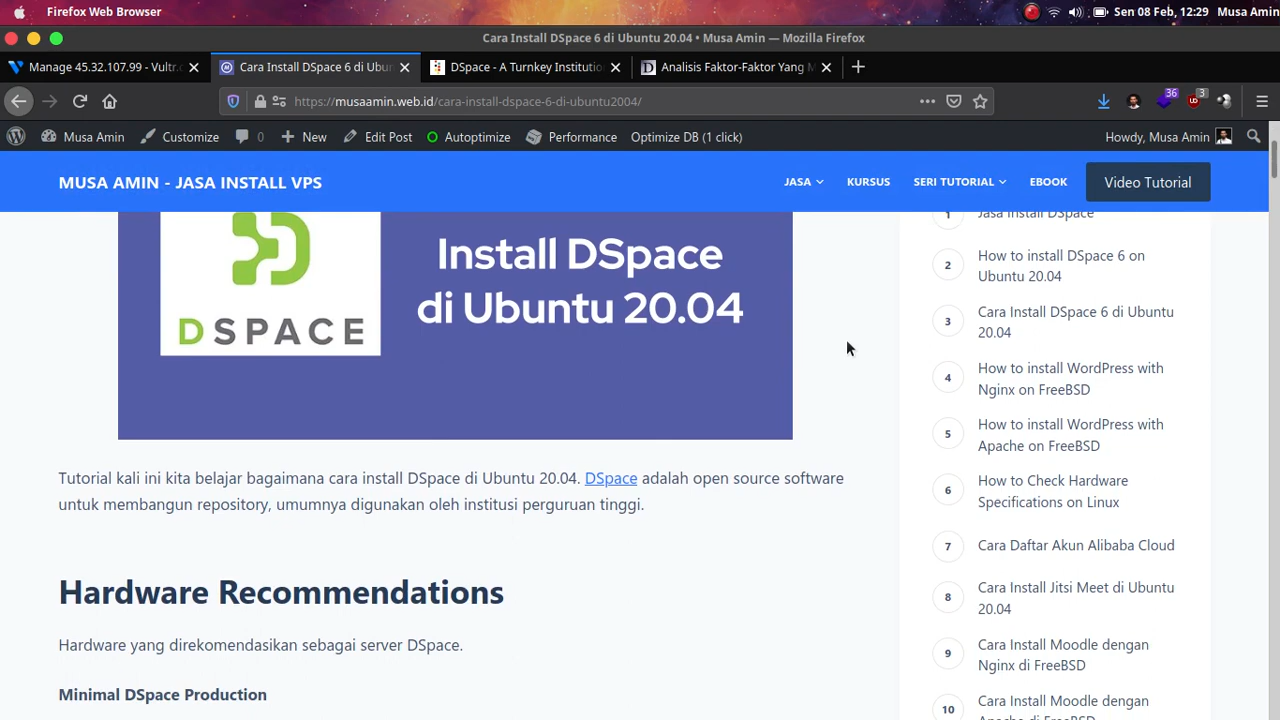 Firefox Web Browser
Sen 08 Feb, 12:29 Musa Amin
Cara Install DSpace 6 di Ubuntu 20.04 • Musa Amin — Mozilla Firefox
Manage 45.32.107.99 - Vultr.c
Cara Install DSpace 6 di Ubun
DSpace - A Turnkey Institutio
Analisis Faktor-Faktor Yang M
https://musaamin.web.id/cara-install-dspace-6-di-ubuntu2004/
36
3
Musa Amin
Customize
0
New
Edit Post
Autoptimize
Performance
Optimize DB (1 click)
Howdy, Musa Amin
MUSA AMIN - JASA INSTALL VPS
JASA
KURSUS
SERI TUTORIAL
EBOOK
Video Tutorial
DSPACE
Install DSpace
di Ubuntu 20.04
Tutorial kali ini kita belajar bagaimana cara install DSpace di Ubuntu 20.04. DSpace adalah open source software
untuk membangun repository, umumnya digunakan oleh institusi perguruan tinggi.
Hardware Recommendations
Hardware yang direkomendasikan sebagai server DSpace.
Minimal DSpace Production
1 Jasa Install DSpace
2 How to install DSpace 6 on
Ubuntu 20.04
3 Cara Install DSpace 6 di Ubuntu
20.04
4 How to install WordPress with
Nginx on FreeBSD
5 How to install WordPress with
Apache on FreeBSD
6 How to Check Hardware
Specifications on Linux
7 Cara Daftar Akun Alibaba Cloud
8 Cara Install Jitsi Meet di Ubuntu
20.04
9 Cara Install Moodle dengan
Nginx di FreeBSD
10 Cara Install Moodle dengan
Apache di FreeBSD